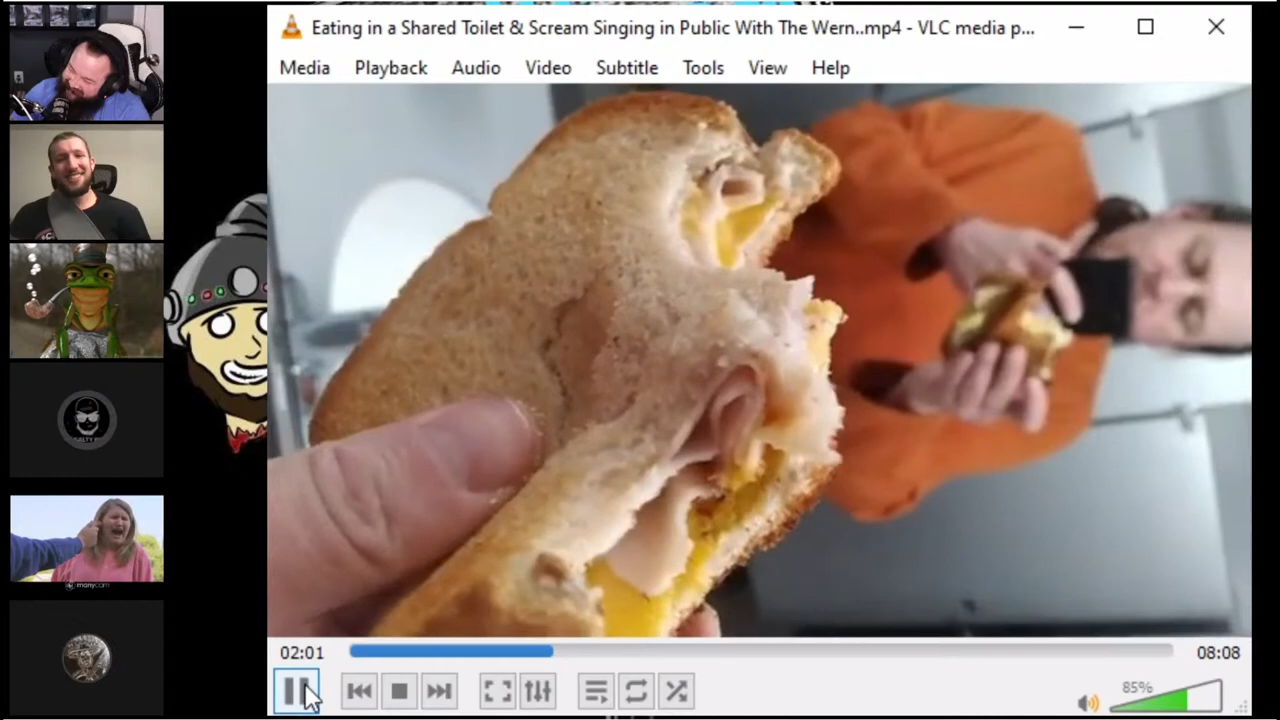 Eating in a Shared Toilet & Scream Singing in Public With The Wern..mp4 - VLC media p...
Media Playback Audio Video Subtitle Tools View Help
manycam
02:01
08:08
85%